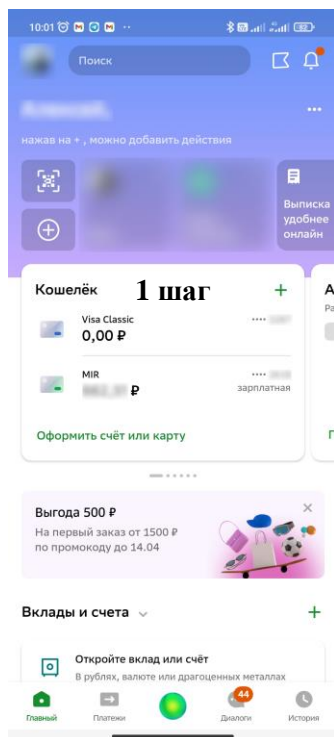 10:01
92
Поиск
нажав на + , можно добавить действия
Выписка
удобнее
онлайн
Кошелёк
1 шаг
+
Visa Classic
••••
0,00 ₽
MIR
••••
₽
зарплатная
Оформить счёт или карту
Выгода 500 ₽
На первый заказ от 1500 ₽
по промокоду до 14.04
Вклады и счета
+
Откройте вклад или счёт
В рублях, валюте или драгоценных металлах
44
Главный
Платежи
Диалоги
История